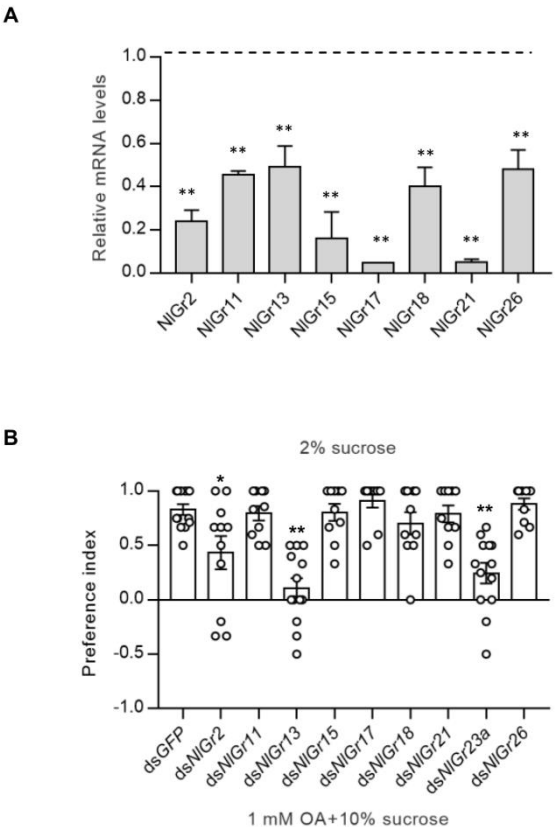 A
Relative mRNA levels
1.0
0.8
0.6
0.4
0.2
0.0
** ** ** ** ** ** ** **
NlGr2 NlGr11 NlGr13 NlGr15 NlGr17 NlGr18 NlGr21 NlGr26
B
2% sucrose
Preference index
1.0
0.5
0.0
-0.5
-1.0
* ** **
dsGFP dsNlGr2 dsNlGr11 dsNlGr13 dsNlGr15 dsNlGr17 dsNlGr18 dsNlGr21 dsNlGr23a dsNlGr26
1 mM OA+10% sucrose